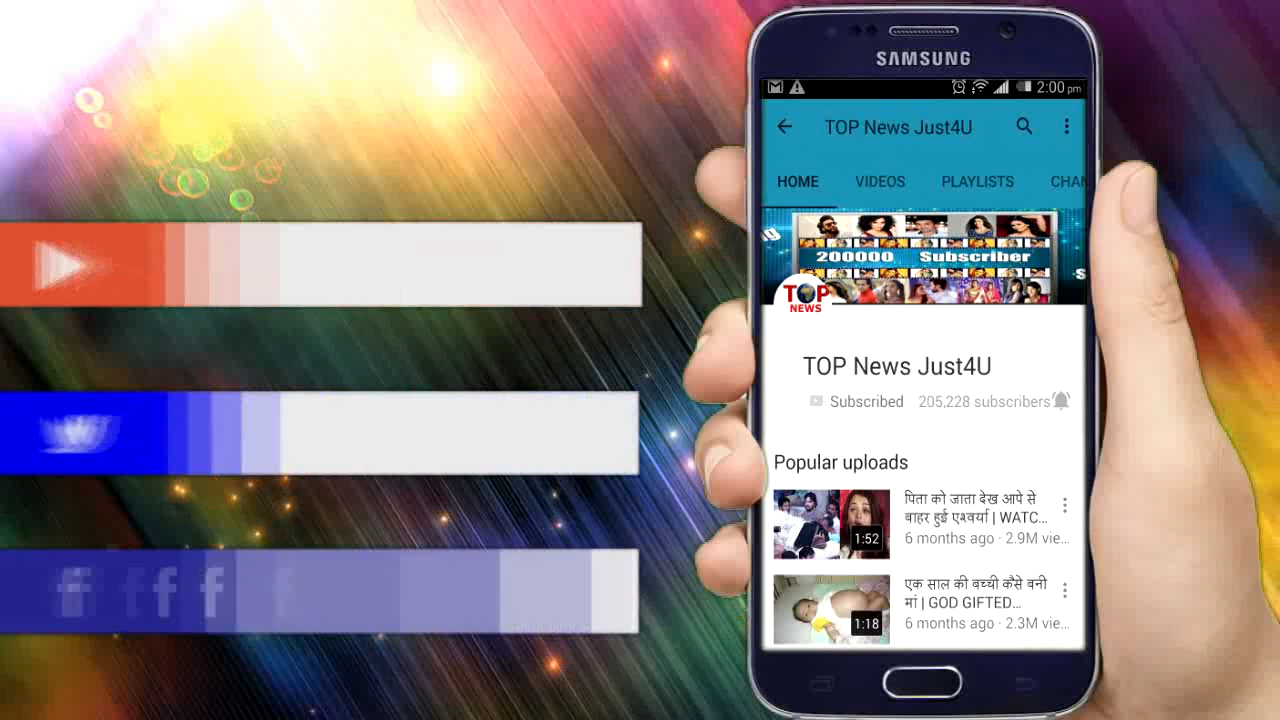 SAMSUNG
2:00 pm
TOP News Just4U
HOME VIDEOS PLAYLISTS CHAN
200000 Subscriber
TOP
NEWS
TOP News Just4U
Subscribed 205,228 subscribers
Popular uploads
पिता को जाता देख आपे से
बाहर हुई एश्वर्या | WATC...
6 months ago · 2.9M vie...
1:52
एक साल की बच्ची कैसे बनी
मां | GOD GIFTED...
6 months ago · 2.3M vie...
1:18